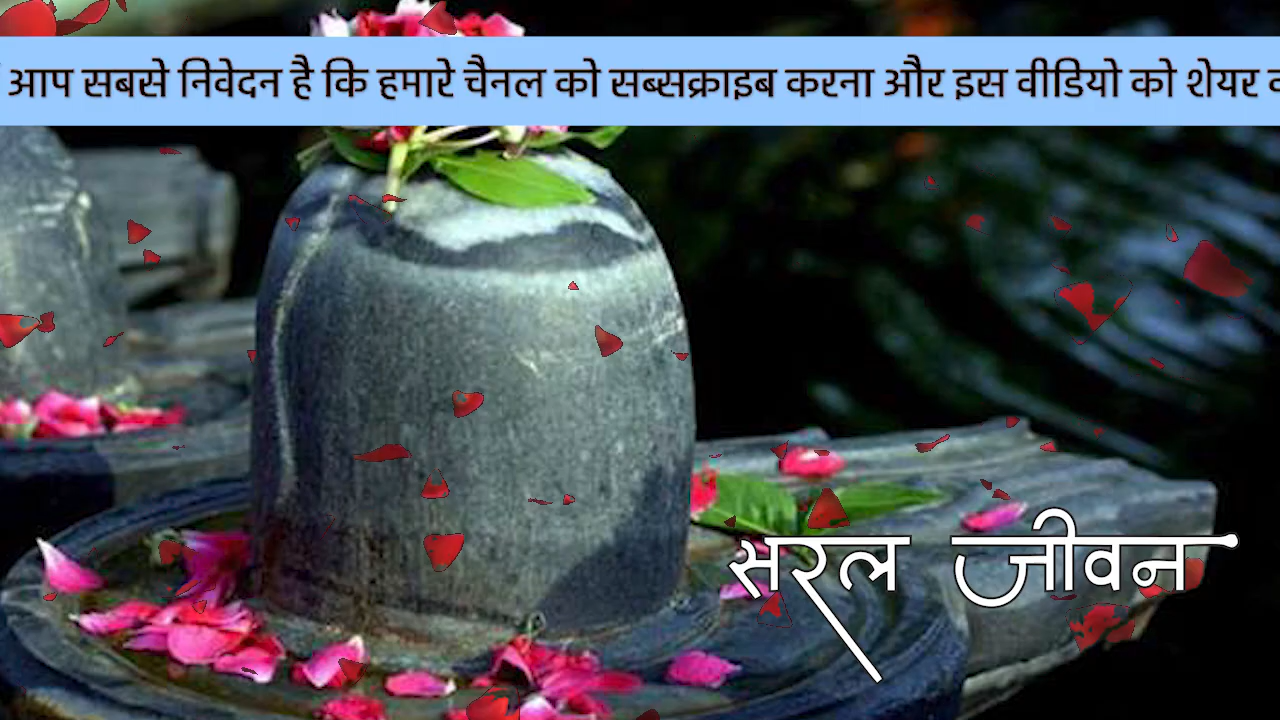 आप सबसे निवेदन है कि हमारे चैनल को सब्सक्राइब करना और इस वीडियो को शेयर
सरल जीवन